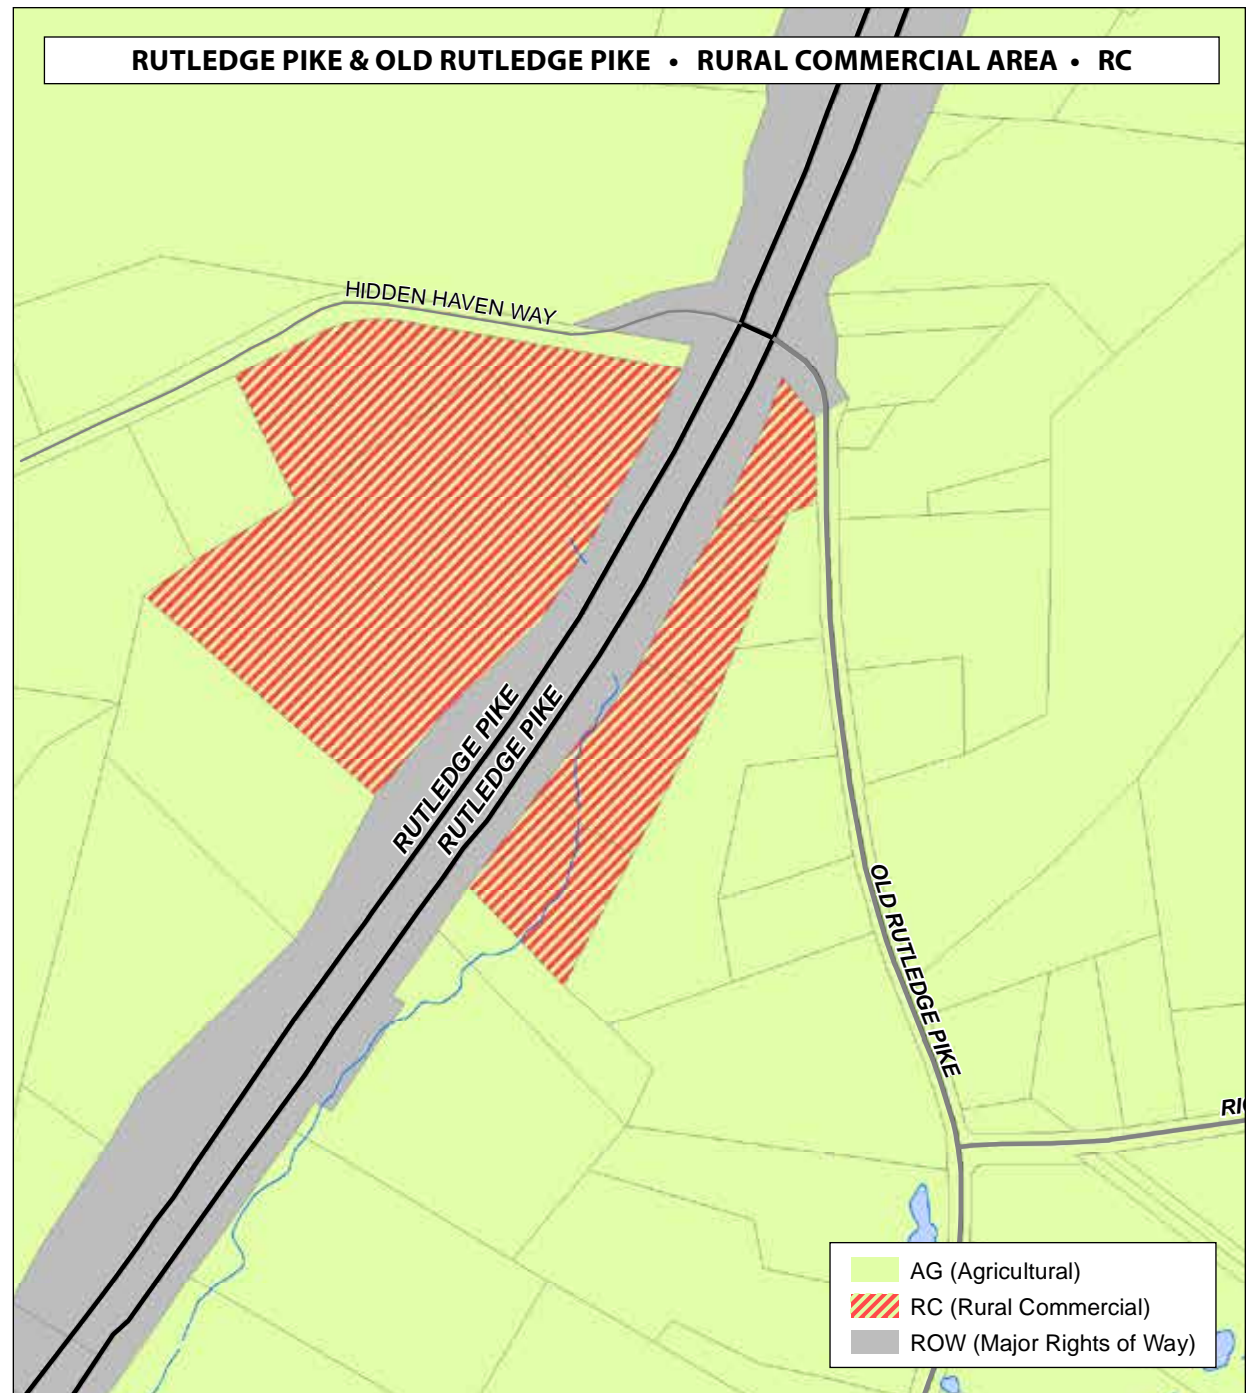 RUTLEDGE PIKE & OLD RUTLEDGE PIKE • RURAL COMMERCIAL AREA • RC
HIDDEN HAVEN WAY
RUTLEDGE PIKE
RUTLEDGE PIKE
OLD RUTLEDGE PIKE
AG (Agricultural)
RC (Rural Commercial)
ROW (Major Rights of Way)